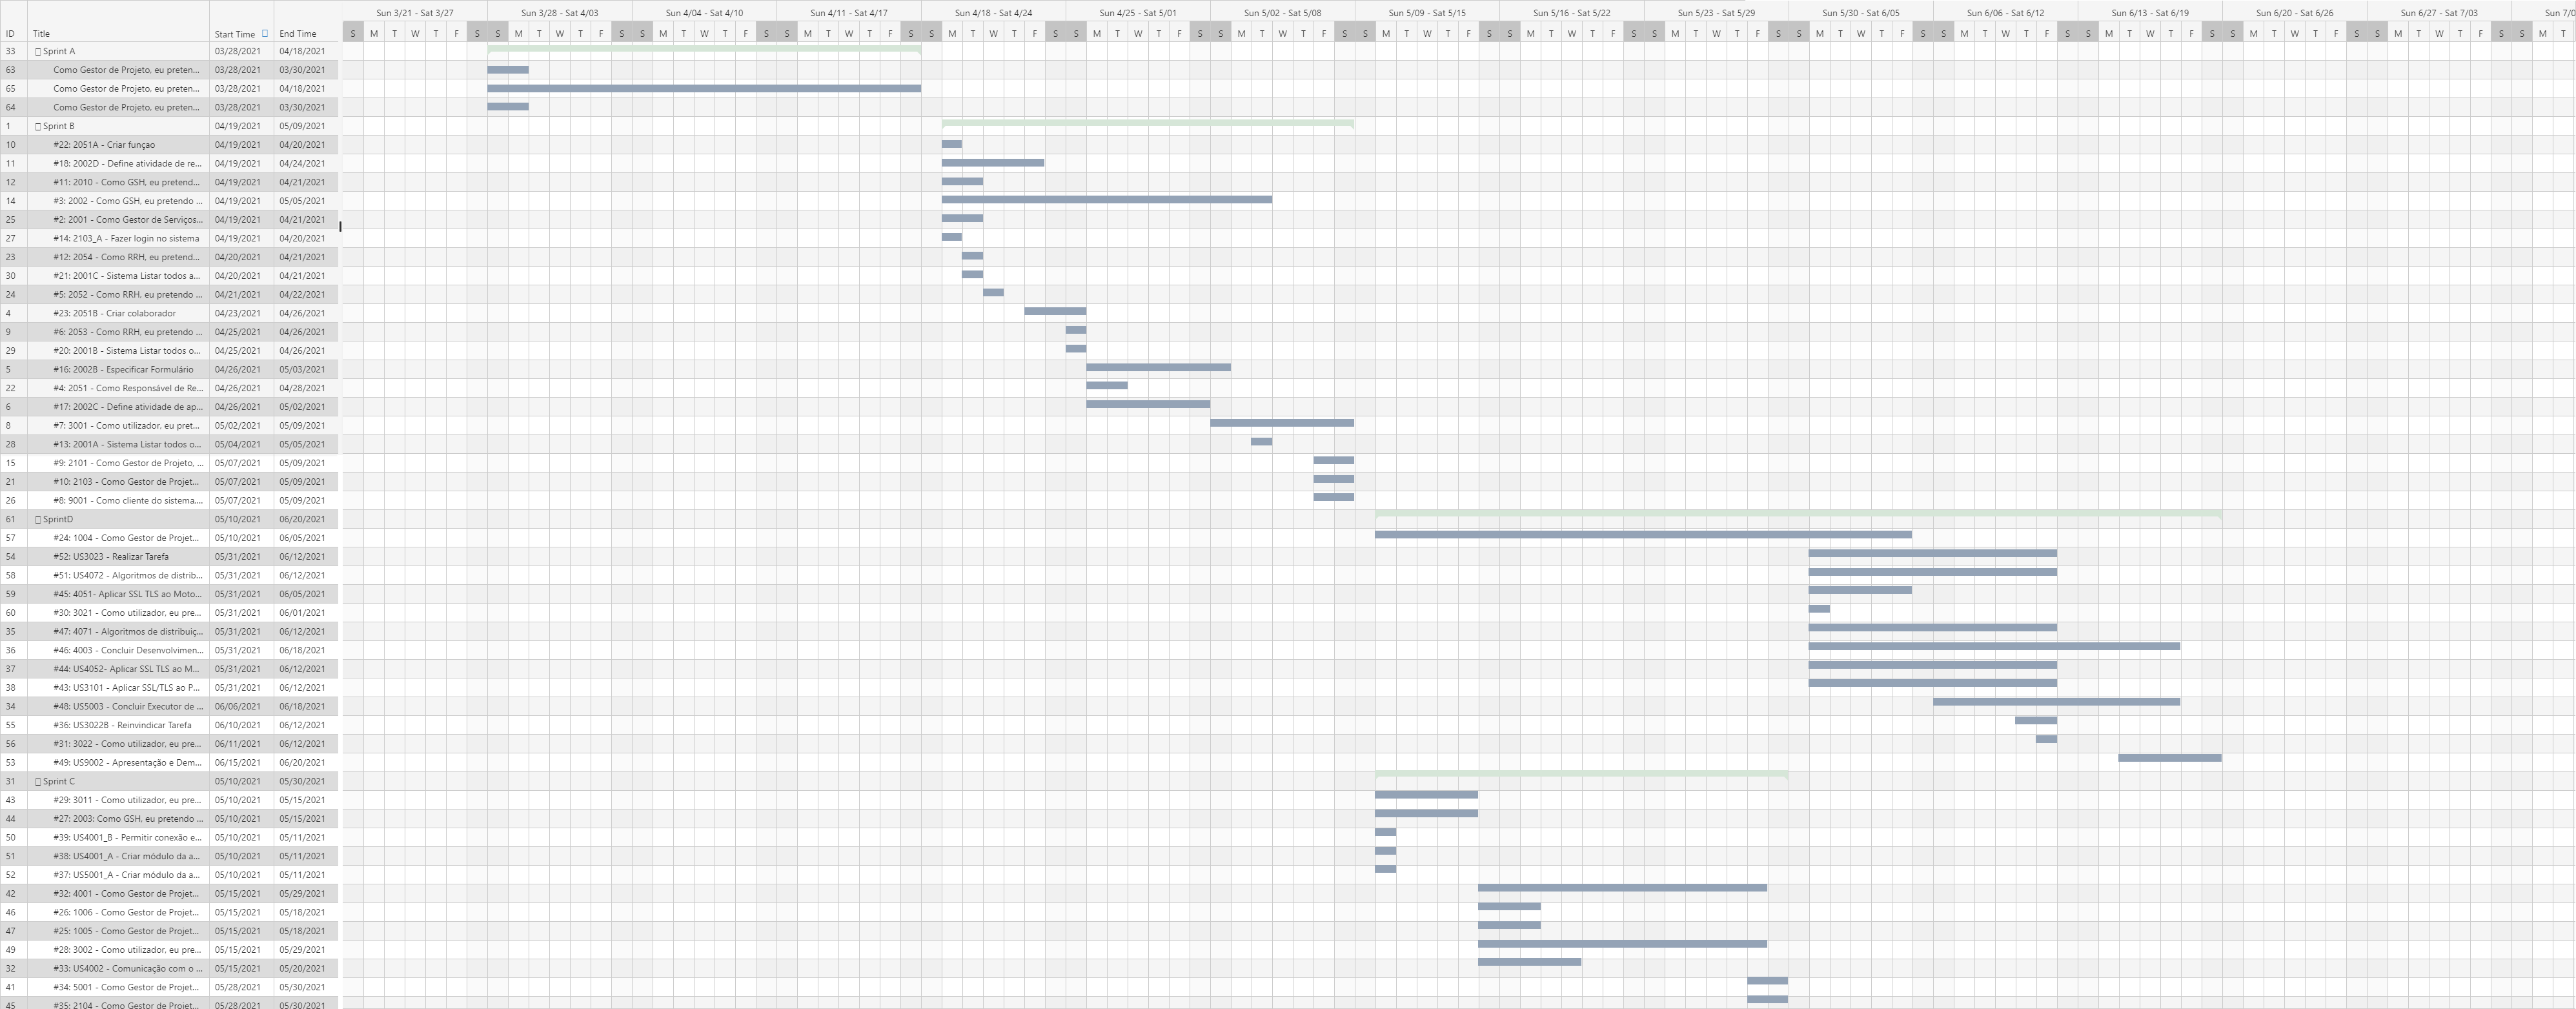 Sun 3/21 - Sat 3/27 Sun 3/28 - Sat 4/03 Sun 4/04 - Sat 4/10 Sun 4/11 - Sat 4/17 Sun 4/18 - Sat 4/24 Sun 4/25 - Sat 5/01 Sun 5/02 - Sat 5/08 Sun 5/09 - Sat 5/15 Sun 5/16 - Sat 5/22 Sun 5/23 - Sat 5/29 Sun 5/30 - Sat 6/05 Sun 6/06 - Sat 6/12 Sun 6/13 - Sat 6/19 Sun 6/20 - Sat 6/26 Sun 6/27 - Sat 7/03 Sun 7/0
ID Title Start Time End Time S M T W T F S S M T W T F S S M T W T F S S M T W T F S S M T W T F S S M T W T F S S M T W T F S S M T W T F S S M T W T F S S M T W T F S S M T W T F S S M T W T F S S M T W T F S S M T W T F S S M T W T F S S M T
33 Sprint A 03/28/2021 04/18/2021
63 Como Gestor de Projeto, eu preten... 03/28/2021 03/30/2021
65 Como Gestor de Projeto, eu preten... 03/28/2021 04/18/2021
64 Como Gestor de Projeto, eu preten... 03/28/2021 03/30/2021
1 Sprint B 04/19/2021 05/09/2021
10 #22: 2051A - Criar funçao 04/19/2021 04/20/2021
11 #18: 2002D - Define atividade de re... 04/19/2021 04/24/2021
12 #11: 2010 - Como GSH, eu pretend... 04/19/2021 04/21/2021
14 #3: 2002 - Como GSH, eu pretendo ... 04/19/2021 05/05/2021
25 #2: 2001 - Como Gestor de Serviços... 04/19/2021 04/21/2021
27 #14: 2103_A - Fazer login no sistema 04/19/2021 04/20/2021
23 #12: 2054 - Como RRH, eu pretend... 04/20/2021 04/21/2021
30 #21: 2001C - Sistema Listar todos a... 04/20/2021 04/21/2021
24 #5: 2052 - Como RRH, eu pretendo ... 04/21/2021 04/22/2021
4 #23: 2051B - Criar colaborador 04/23/2021 04/26/2021
9 #6: 2053 - Como RRH, eu pretendo ... 04/25/2021 04/26/2021
29 #20: 2001B - Sistema Listar todos o... 04/25/2021 04/26/2021
5 #16: 2002B - Especificar Formulário 04/26/2021 05/03/2021
22 #4: 2051 - Como Responsável de Re... 04/26/2021 04/28/2021
6 #17: 2002C - Define atividade de ap... 04/26/2021 05/02/2021
8 #7: 3001 - Como utilizador, eu pret... 05/02/2021 05/09/2021
28 #13: 2001A - Sistema Listar todos o... 05/04/2021 05/05/2021
15 #9: 2101 - Como Gestor de Projeto, ... 05/07/2021 05/09/2021
21 #10: 2103 - Como Gestor de Projet... 05/07/2021 05/09/2021
26 #8: 9001 - Como cliente do sistema,... 05/07/2021 05/09/2021
61 SprintD 05/10/2021 06/20/2021
57 #24: 1004 - Como Gestor de Projet... 05/10/2021 06/05/2021
54 #52: US3023 - Realizar Tarefa 05/31/2021 06/12/2021
58 #51: US4072 - Algoritmos de distrib... 05/31/2021 06/12/2021
59 #45: 4051- Aplicar SSL TLS ao Moto... 05/31/2021 06/05/2021
60 #30: 3021 - Como utilizador, eu pre... 05/31/2021 06/01/2021
35 #47: 4071 - Algoritmos de distribuiç... 05/31/2021 06/12/2021
36 #46: 4003 - Concluir Desenvolvimen... 05/31/2021 06/18/2021
37 #44: US4052- Aplicar SSL TLS ao M... 05/31/2021 06/12/2021
38 #43: US3101 - Aplicar SSL/TLS ao P... 05/31/2021 06/12/2021
34 #48: US5003 - Concluir Executor de ... 06/06/2021 06/18/2021
55 #36: US3022B - Reinvindicar Tarefa 06/10/2021 06/12/2021
56 #31: 3022 - Como utilizador, eu pre... 06/11/2021 06/12/2021
53 #49: US9002 - Apresentação e Dem... 06/15/2021 06/20/2021
31 Sprint C 05/10/2021 05/30/2021
43 #29: 3011 - Como utilizador, eu pre... 05/10/2021 05/15/2021
44 #27: 2003: Como GSH, eu pretendo ... 05/10/2021 05/15/2021
50 #39: US4001_B - Permitir conexão e... 05/10/2021 05/11/2021
51 #38: US4001_A - Criar módulo da a... 05/10/2021 05/11/2021
52 #37: US5001_A - Criar módulo da a... 05/10/2021 05/11/2021
42 #32: 4001 - Como Gestor de Projet... 05/15/2021 05/29/2021
46 #26: 1006 - Como Gestor de Projet... 05/15/2021 05/18/2021
47 #25: 1005 - Como Gestor de Projet... 05/15/2021 05/18/2021
49 #28: 3002 - Como utilizador, eu pre... 05/15/2021 05/29/2021
32 #33: US4002 - Comunicação com o ... 05/15/2021 05/20/2021
41 #34: 5001 - Como Gestor de Projet... 05/28/2021 05/30/2021
45 #35: 2104 - Como Gestor de Projet... 05/28/2021 05/30/2021